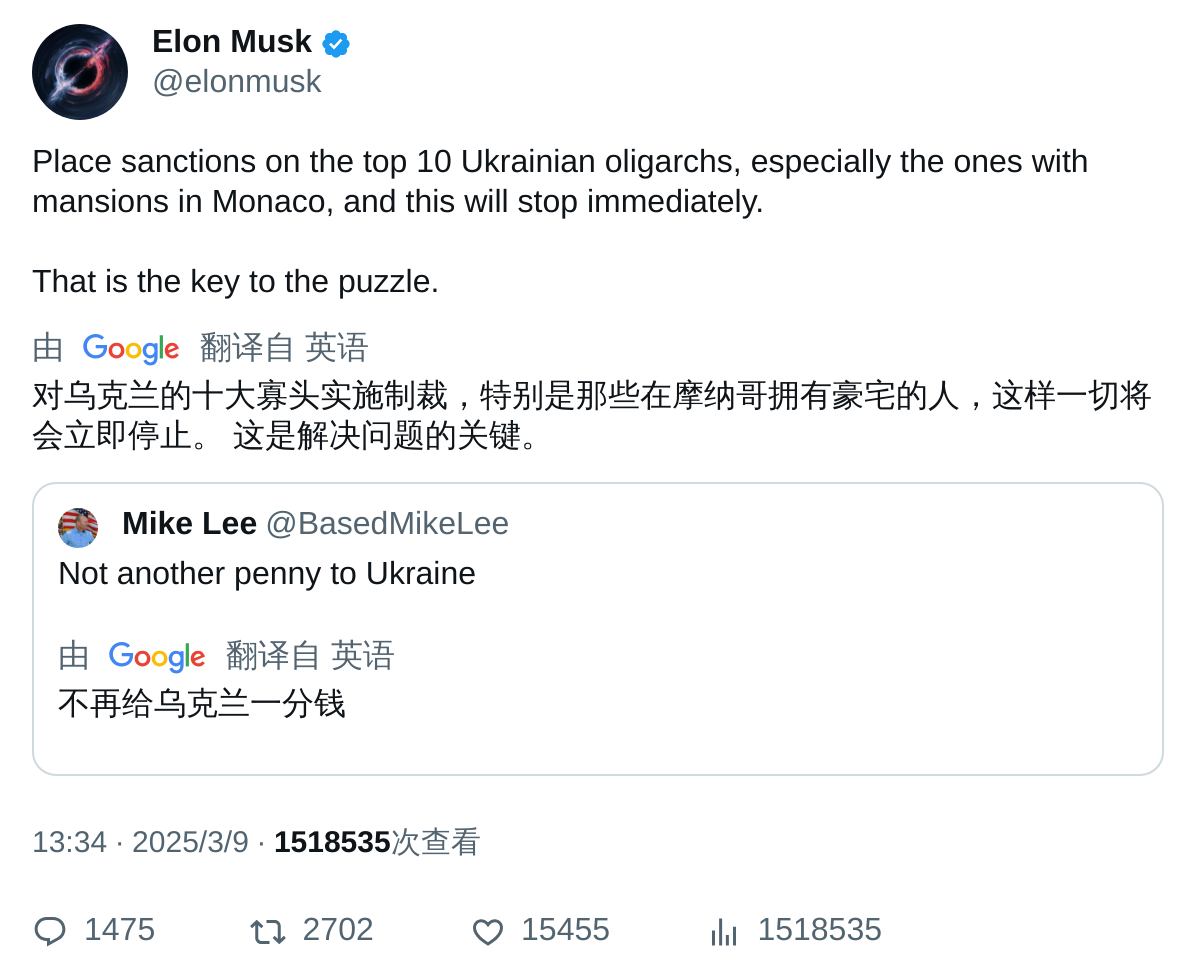 Elon Musk
@elonmusk
Place sanctions on the top 10 Ukrainian oligarchs, especially the ones with
mansions in Monaco, and this will stop immediately.
That is the key to the puzzle.
由 Google 翻译自 英语
对乌克兰的十大寡头实施制裁，特别是那些在摩纳哥拥有豪宅的人，这样一切将
会立即停止。 这是解决问题的关键。
Mike Lee @BasedMikeLee
Not another penny to Ukraine
由 Google 翻译自 英语
不再给乌克兰一分钱
13:34 · 2025/3/9 · 1518535次查看
1475 2702 15455 1518535